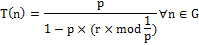 T(n) = p / (1 − p × (r × mod 1/p)) ∀n ∈ G